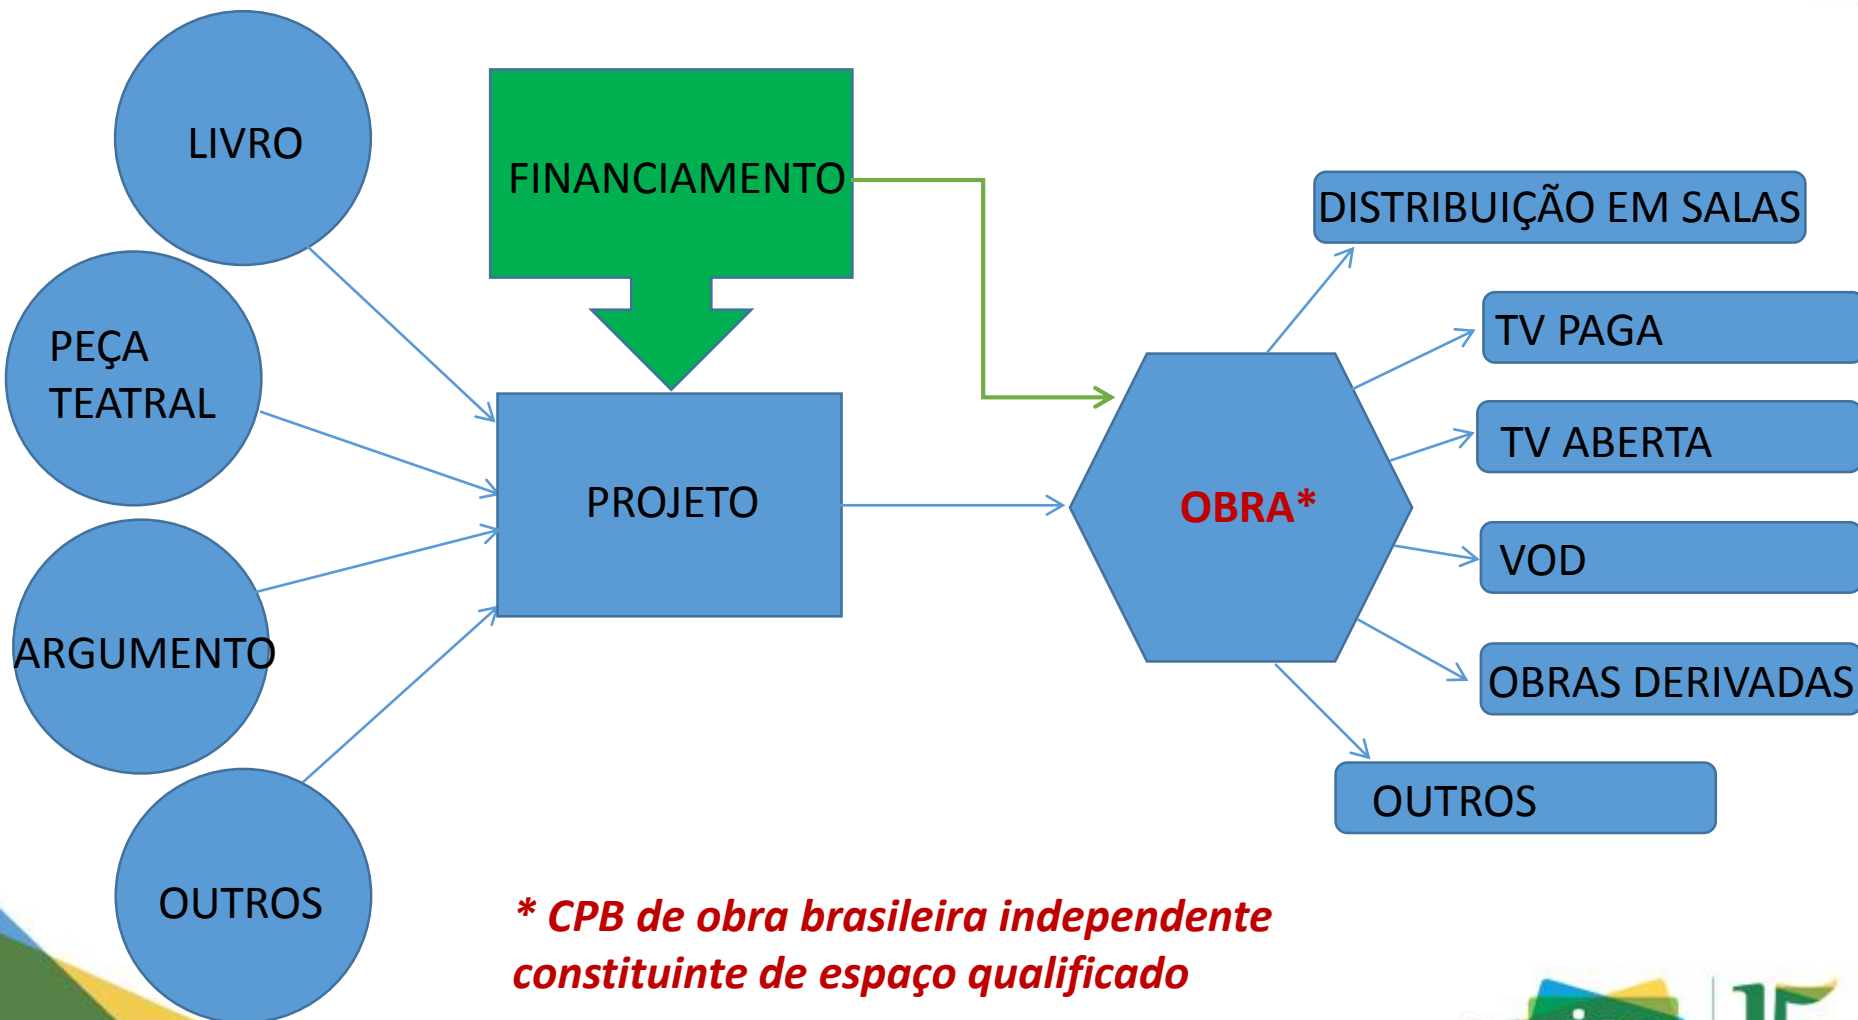 LIVRO
FINANCIAMENTO
DISTRIBUIÇÃO EM SALAS
PEÇA
TEATRAL
TV PAGA
TV ABERTA
PROJETO
OBRA*
VOD
ARGUMENTO
OBRAS DERIVADAS
OUTROS
OUTROS
* CPB de obra brasileira independente
constituinte de espaço qualificado